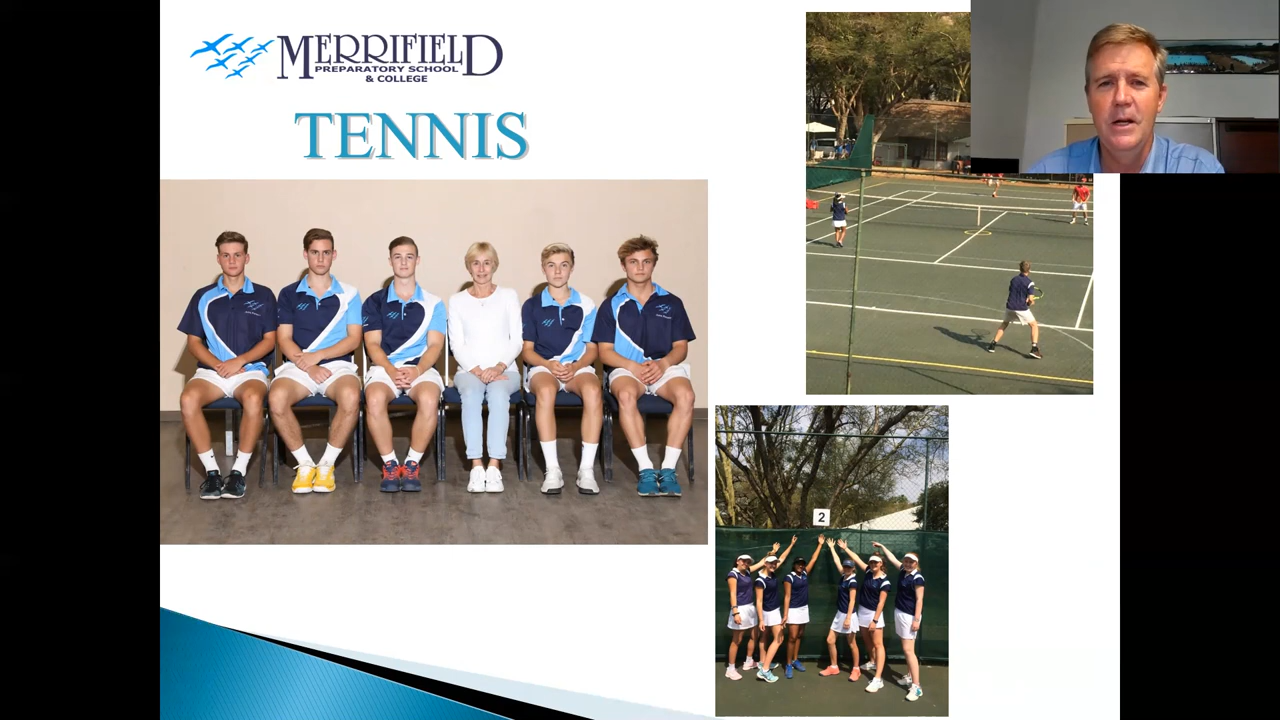 MERRIFIELD
PREPARATORY SCHOOL
& COLLEGE
TENNIS
2